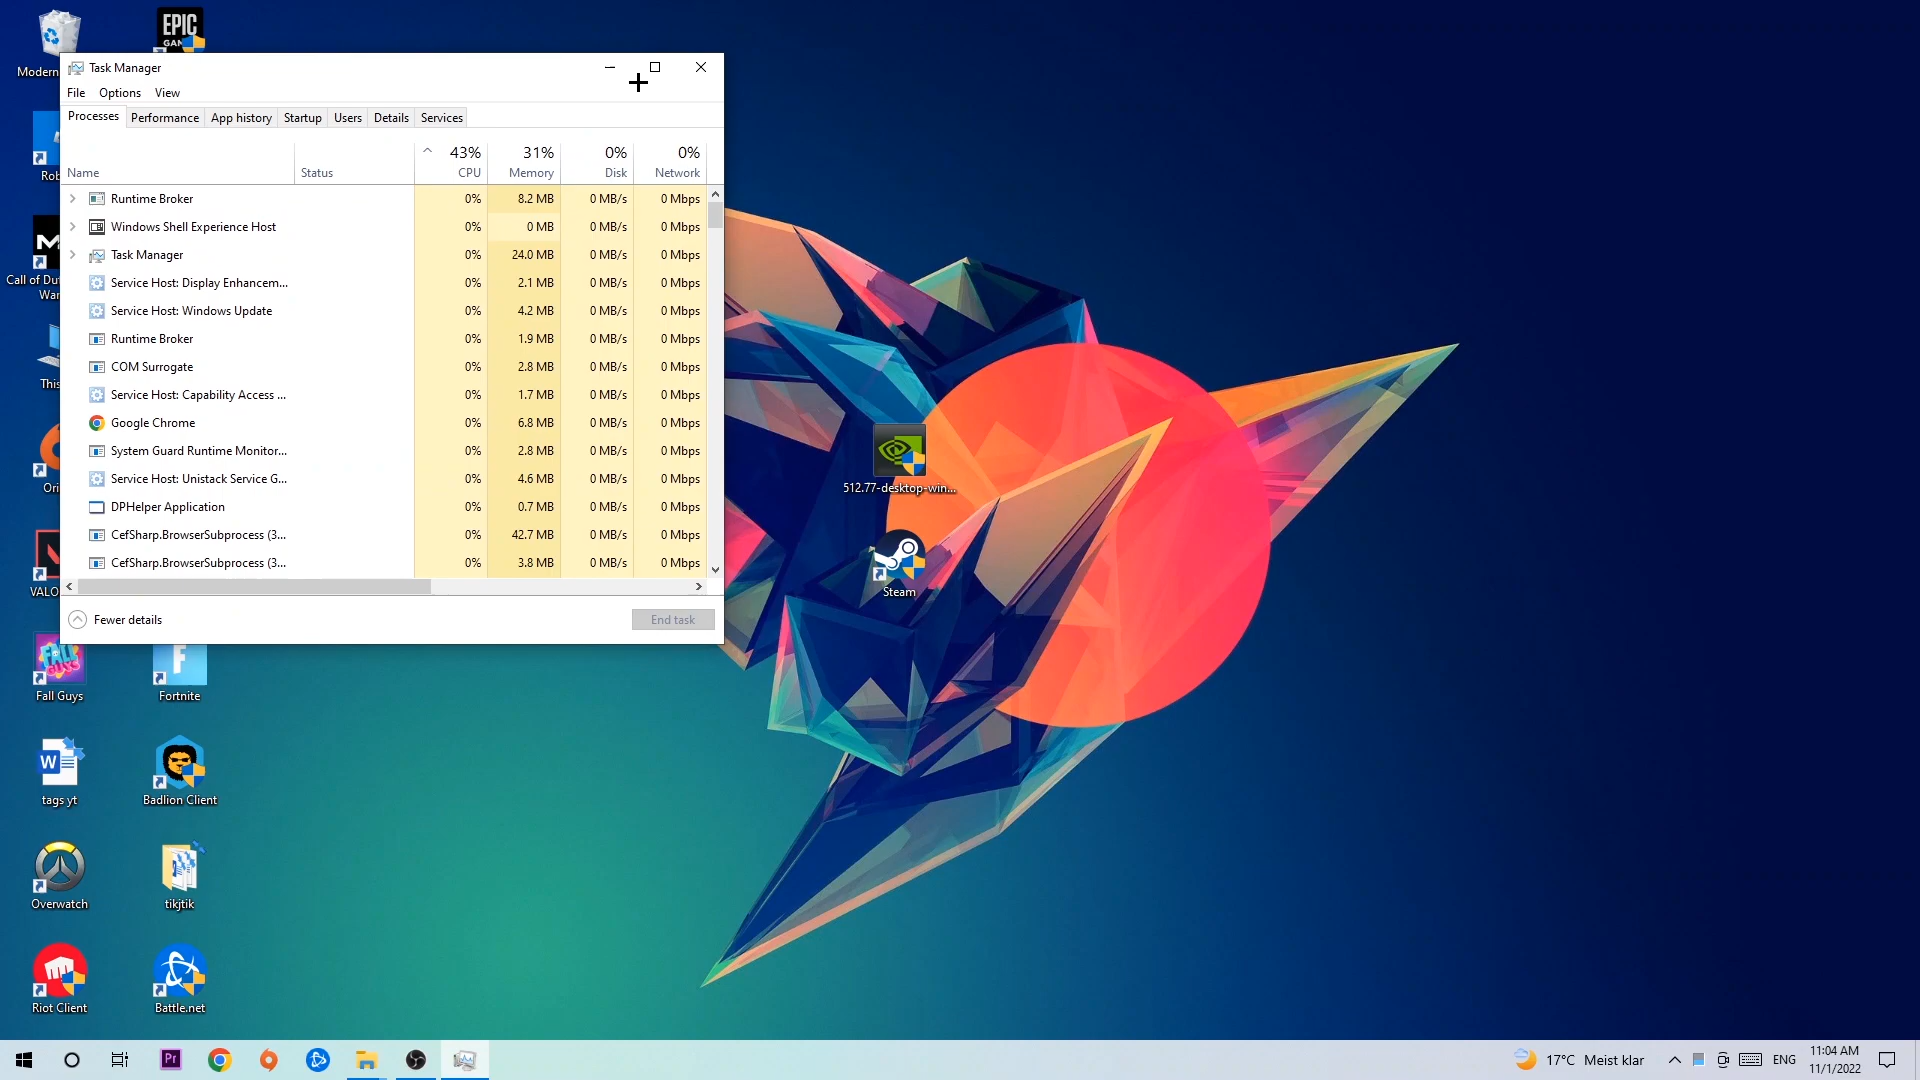 EPIC
GAM
Modern
Task Manager
File Options View
Processes Performance App history Startup Users Details Services
43% 31% 0% 0%
Name Status CPU Memory Disk Network
Runtime Broker 0% 8.2 MB 0 MB/s 0 Mbps
Windows Shell Experience Host 0% 0 MB 0 MB/s 0 Mbps
Task Manager 0% 24.0 MB 0 MB/s 0 Mbps
Service Host: Display Enhancem... 0% 2.1 MB 0 MB/s 0 Mbps
Service Host: Windows Update 0% 4.2 MB 0 MB/s 0 Mbps
Runtime Broker 0% 1.9 MB 0 MB/s 0 Mbps
COM Surrogate 0% 2.8 MB 0 MB/s 0 Mbps
Service Host: Capability Access ... 0% 1.7 MB 0 MB/s 0 Mbps
Google Chrome 0% 6.8 MB 0 MB/s 0 Mbps
System Guard Runtime Monitor... 0% 2.8 MB 0 MB/s 0 Mbps
Service Host: Unistack Service G... 0% 4.6 MB 0 MB/s 0 Mbps
DPHelper Application 0% 0.7 MB 0 MB/s 0 Mbps
CefSharp.BrowserSubprocess (3... 0% 42.7 MB 0 MB/s 0 Mbps
CefSharp.BrowserSubprocess (3... 0% 3.8 MB 0 MB/s 0 Mbps
Fewer details End task
Rob
M
Call of Du
War
This
Ori
VALO
512.77-desktop-win...
Steam
FALL
GUYS
Fall Guys
F
Fortnite
W
tags yt
Badlion Client
Overwatch
tikjtik
Riot Client
Battle.net
Pr
17°C Meist klar
ENG
11:04 AM
11/1/2022